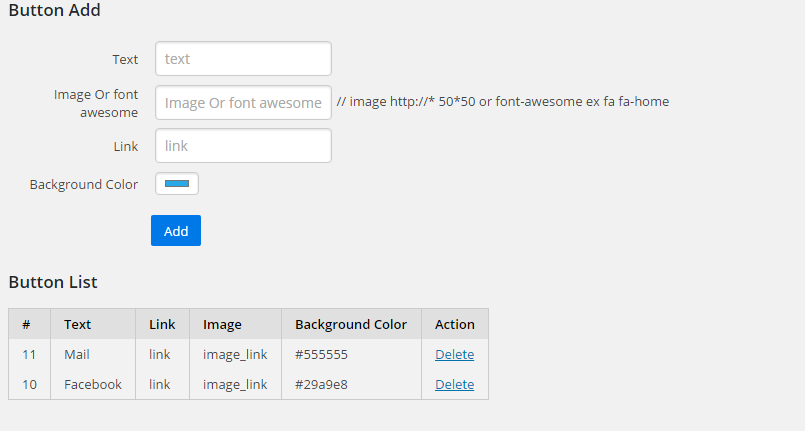 Button Add
Text text
Image Or font
awesome Image Or font awesome // image http://* 50*50 or font-awesome ex fa fa-home
Link link
Background Color
Add
Button List
# Text Link Image Background Color Action
11 Mail link image_link #555555 Delete
10 Facebook link image_link #29a9e8 Delete